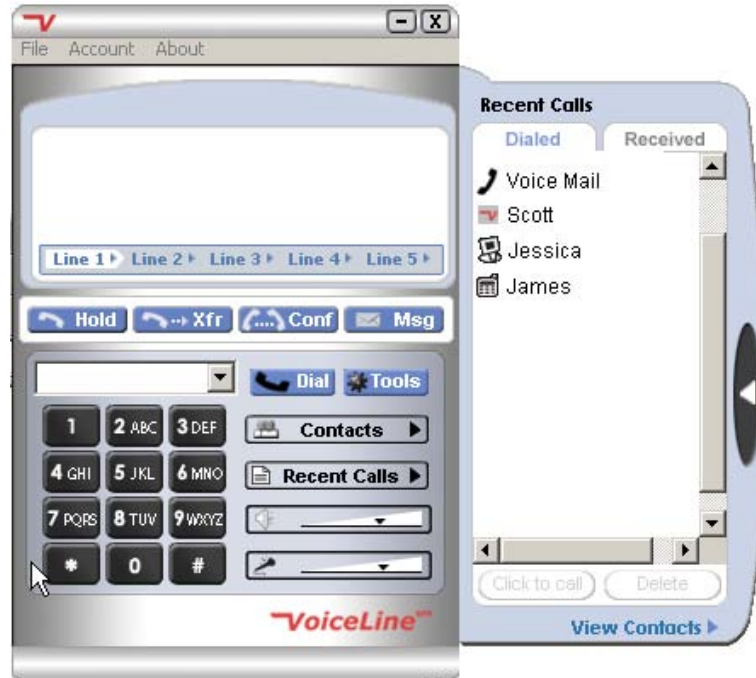 File Account About
Line 1 Line 2 Line 3 Line 4 Line 5
Hold Xfr Conf Msg
Dial Tools
1 2 ABC 3 DEF
Contacts
4 GHI 5 JKL 6 MNO
Recent Calls
7 PQRS 8 TUV 9 WXYZ
* 0 #
VoiceLine
Recent Calls
Dialed Received
Voice Mail
Scott
Jessica
James
Click to call Delete
View Contacts